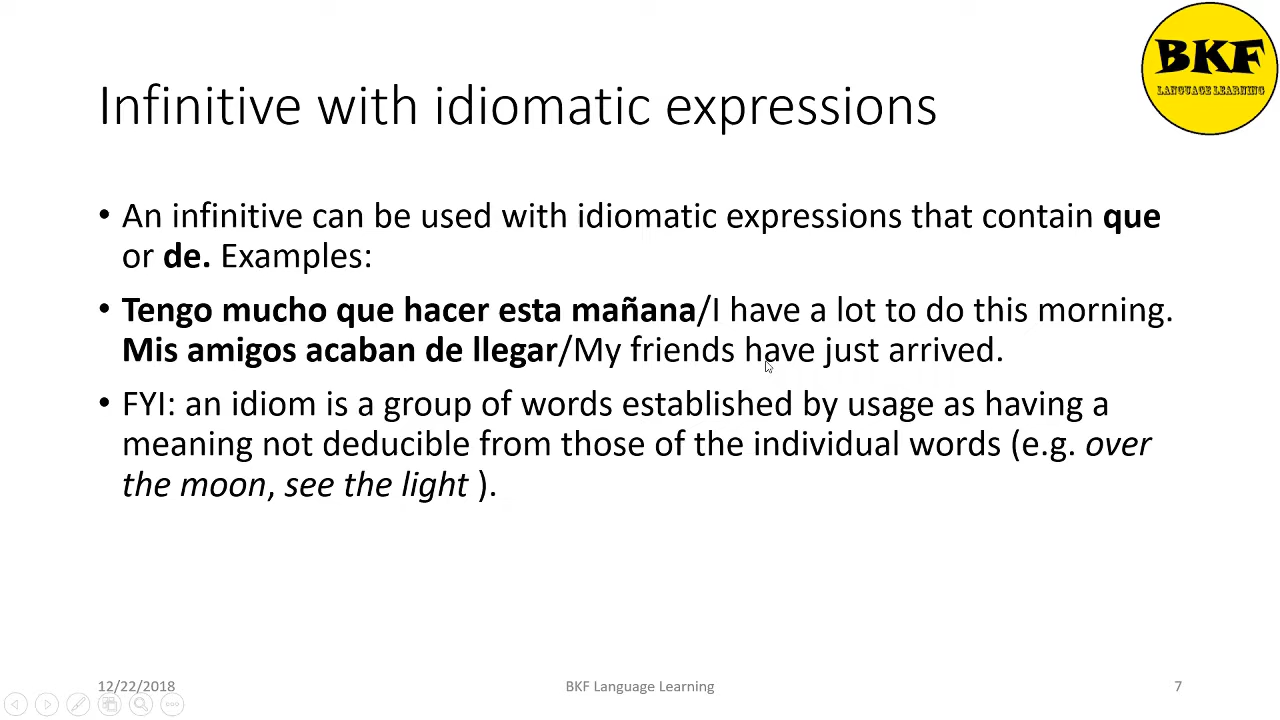 BKF
LANGUAGE LEARNING
Infinitive with idiomatic expressions
• An infinitive can be used with idiomatic expressions that contain que
or de. Examples:
• Tengo mucho que hacer esta mañana/I have a lot to do this morning.
Mis amigos acaban de llegar/My friends have just arrived.
• FYI: an idiom is a group of words established by usage as having a
meaning not deducible from those of the individual words (e.g. over
the moon, see the light ).
12/22/2018
BKF Language Learning
7